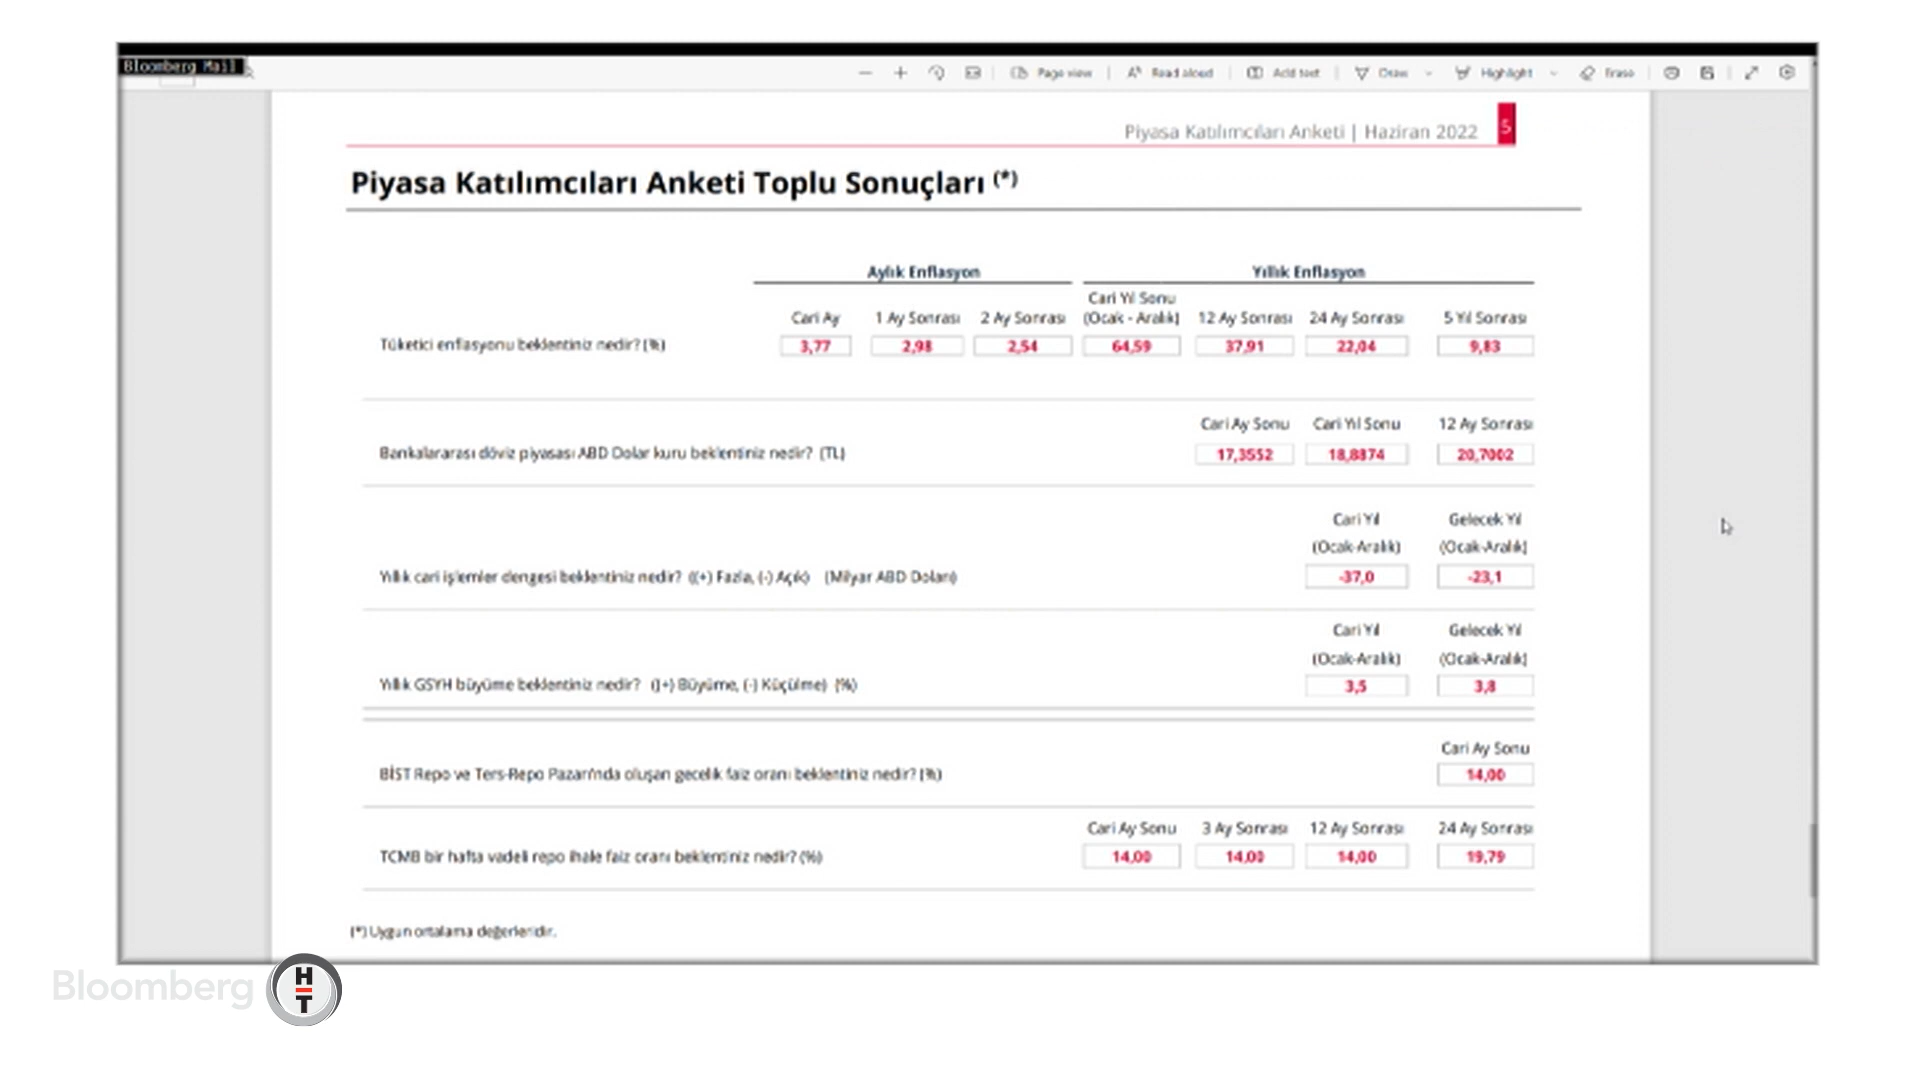 Bloomberg Mail
Page view | Read aloud | Add text | Draw Highlight Erase
Piyasa Katılımcıları Anketi | Haziran 2022 5
Piyasa Katılımcıları Anketi Toplu Sonuçları (*)
Aylık Enflasyon Yıllık Enflasyon
Cari Yıl Sonu
Cari Ay 1 Ay Sonrası 2 Ay Sonrası (Ocak - Aralık) 12 Ay Sonrası 24 Ay Sonrası 5 Yıl Sonrası
Tüketici enflasyonu beklentiniz nedir? (%) 3,77 2,98 2,54 64,59 37,91 22,04 9,83
Cari Ay Sonu Cari Yıl Sonu 12 Ay Sonrası
Bankalararası döviz piyasası ABD Dolar kuru beklentiniz nedir? (TL) 17,3552 18,8874 20,7002
Cari Yıl Gelecek Yıl
(Ocak-Aralık) (Ocak-Aralık)
Yıllık cari işlemler dengesi beklentiniz nedir? ((+) Fazla, (-) Açık) (Milyar ABD Doları) -37,0 -23,1
Cari Yıl Gelecek Yıl
(Ocak-Aralık) (Ocak-Aralık)
Yıllık GSYH büyüme beklentiniz nedir? ((+) Büyüme, (-) Küçülme) (%) 3,5 3,8
Cari Ay Sonu
BİST Repo ve Ters-Repo Pazarı'nda oluşan gecelik faiz oranı beklentiniz nedir? (%) 14,00
Cari Ay Sonu 3 Ay Sonrası 12 Ay Sonrası 24 Ay Sonrası
TCMB bir hafta vadeli repo ihale faiz oranı beklentiniz nedir? (%) 14,00 14,00 14,00 19,79
(*) Uygun ortalama değerleridir.
Bloomberg HT